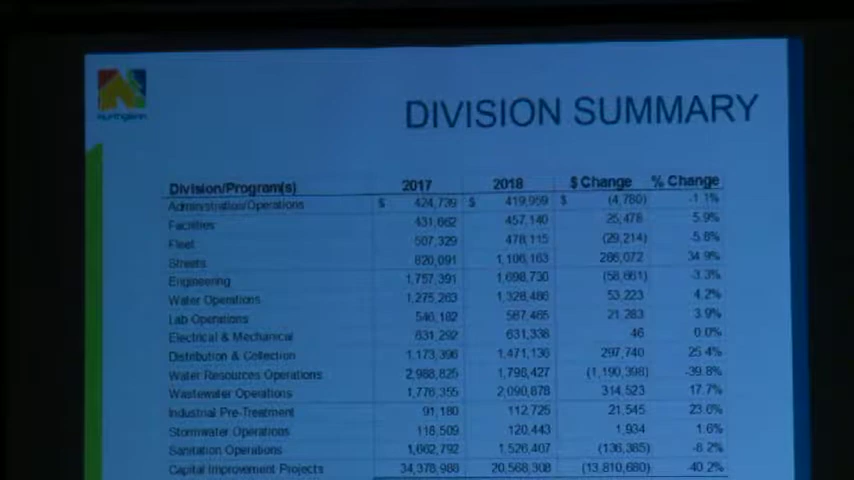 DIVISION SUMMARY
Division/Program(s) 2017 2018 $ Change % Change
Administration/Operations $ 424,739 $ 419,959 $ (4,780) -1.1%
Facilities 431,662 457,140 25,478 5.9%
Fleet 507,329 478,115 (29,214) -5.8%
Streets 820,091 1,106,163 286,072 34.9%
Engineering 1,757,391 1,698,730 (58,661) -3.3%
Water Operations 1,275,263 1,328,486 53,223 4.2%
Lab Operations 546,182 567,465 21,283 3.9%
Electrical & Mechanical 631,292 631,338 46 0.0%
Distribution & Collection 1,173,396 1,471,136 297,740 25.4%
Water Resources Operations 2,988,825 1,798,427 (1,190,398) -39.8%
Wastewater Operations 1,776,355 2,090,878 314,523 17.7%
Industrial Pre-Treatment 91,180 112,725 21,545 23.6%
Stormwater Operations 118,509 120,443 1,934 1.6%
Sanitation Operations 1,662,792 1,526,407 (136,385) -8.2%
Capital Improvement Projects 34,378,988 20,568,308 (13,810,680) -40.2%